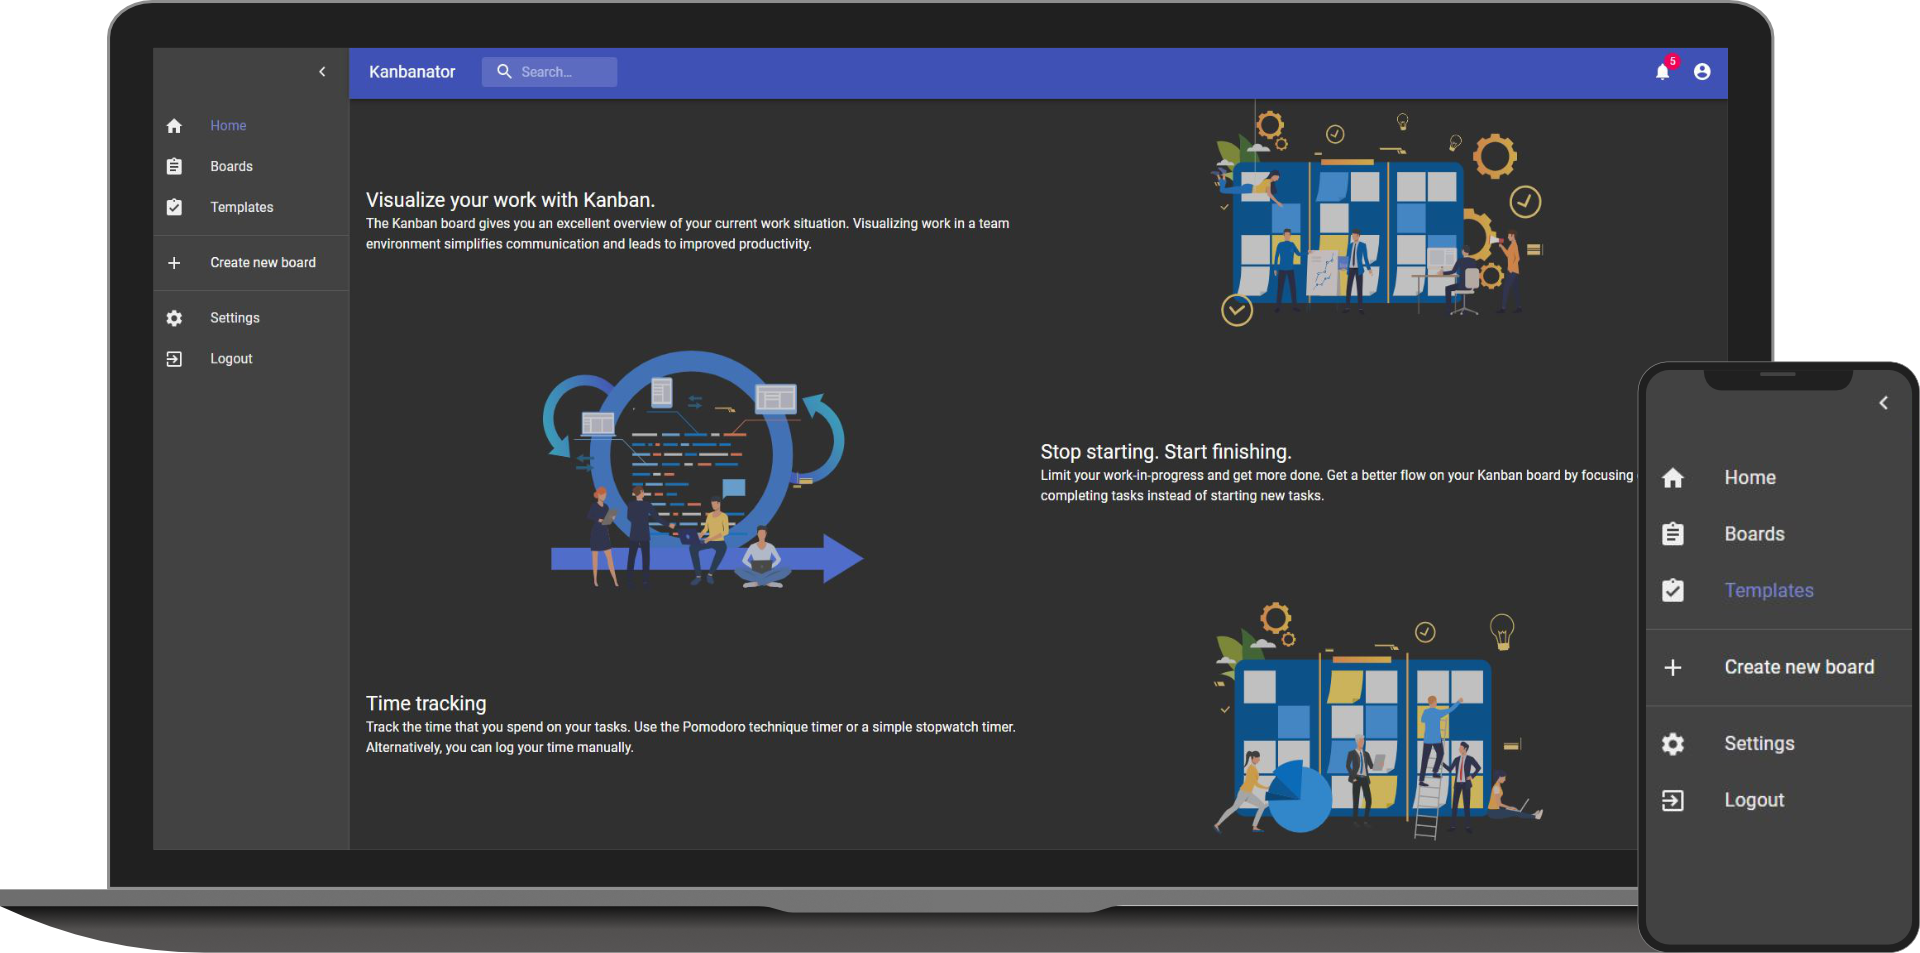 Kanbanator
Search...
5
Home
Boards
Templates
Create new board
Settings
Logout
Visualize your work with Kanban.
The Kanban board gives you an excellent overview of your current work situation. Visualizing work in a team
environment simplifies communication and leads to improved productivity.
Stop starting. Start finishing.
Limit your work-in-progress and get more done. Get a better flow on your Kanban board by focusing
completing tasks instead of starting new tasks.
Time tracking
Track the time that you spend on your tasks. Use the Pomodoro technique timer or a simple stopwatch timer.
Alternatively, you can log your time manually.
Home
Boards
Templates
Create new board
Settings
Logout